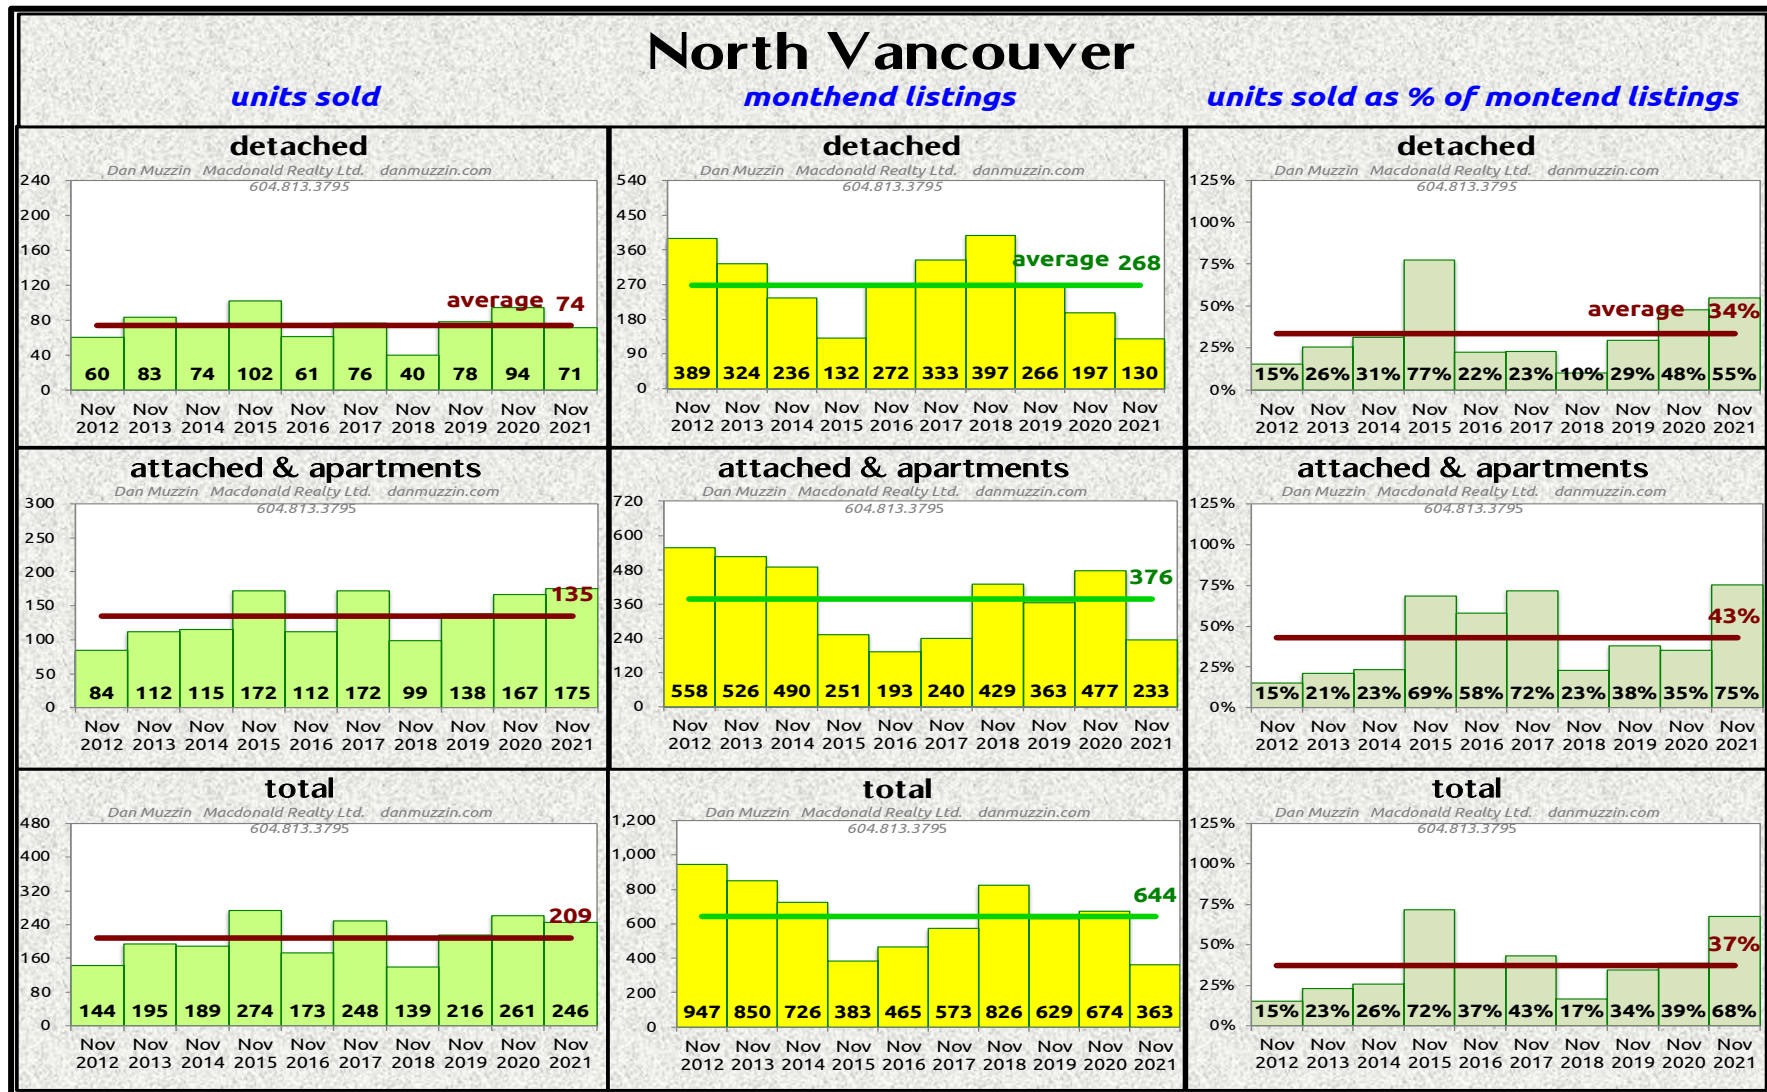 North Vancouver
units sold
monthend listings
units sold as % of montend listings
detached
Dan Muzzin Macdonald Realty Ltd. danmuzzin.com
604.813.3795
240
200
160
120
80
40
0
average 74
60 83 74 102 61 76 40 78 94 71
Nov Nov Nov Nov Nov Nov Nov Nov Nov Nov
2012 2013 2014 2015 2016 2017 2018 2019 2020 2021
detached
Dan Muzzin Macdonald Realty Ltd. danmuzzin.com
604.813.3795
540
450
360
270
180
90
0
average 268
389 324 236 132 272 333 397 266 197 130
Nov Nov Nov Nov Nov Nov Nov Nov Nov Nov
2012 2013 2014 2015 2016 2017 2018 2019 2020 2021
detached
Dan Muzzin Macdonald Realty Ltd. danmuzzin.com
604.813.3795
125%
100%
75%
50%
25%
0%
average 34%
15% 26% 31% 77% 22% 23% 10% 29% 48% 55%
Nov Nov Nov Nov Nov Nov Nov Nov Nov Nov
2012 2013 2014 2015 2016 2017 2018 2019 2020 2021
attached & apartments
Dan Muzzin Macdonald Realty Ltd. danmuzzin.com
604.813.3795
300
250
200
150
100
50
0
135
84 112 115 172 112 172 99 138 167 175
Nov Nov Nov Nov Nov Nov Nov Nov Nov Nov
2012 2013 2014 2015 2016 2017 2018 2019 2020 2021
attached & apartments
Dan Muzzin Macdonald Realty Ltd. danmuzzin.com
604.813.3795
720
600
480
360
240
120
0
376
558 526 490 251 193 240 429 363 477 233
Nov Nov Nov Nov Nov Nov Nov Nov Nov Nov
2012 2013 2014 2015 2016 2017 2018 2019 2020 2021
attached & apartments
Dan Muzzin Macdonald Realty Ltd. danmuzzin.com
604.813.3795
125%
100%
75%
50%
25%
0%
43%
15% 21% 23% 69% 58% 72% 23% 38% 35% 75%
Nov Nov Nov Nov Nov Nov Nov Nov Nov Nov
2012 2013 2014 2015 2016 2017 2018 2019 2020 2021
total
Dan Muzzin Macdonald Realty Ltd. danmuzzin.com
604.813.3795
480
400
320
240
160
80
0
209
144 195 189 274 173 248 139 216 261 246
Nov Nov Nov Nov Nov Nov Nov Nov Nov Nov
2012 2013 2014 2015 2016 2017 2018 2019 2020 2021
total
Dan Muzzin Macdonald Realty Ltd. danmuzzin.com
604.813.3795
1,200
1,000
800
600
400
200
0
644
947 850 726 383 465 573 826 629 674 363
Nov Nov Nov Nov Nov Nov Nov Nov Nov Nov
2012 2013 2014 2015 2016 2017 2018 2019 2020 2021
total
Dan Muzzin Macdonald Realty Ltd. danmuzzin.com
604.813.3795
125%
100%
75%
50%
25%
0%
37%
15% 23% 26% 72% 37% 43% 17% 34% 39% 68%
Nov Nov Nov Nov Nov Nov Nov Nov Nov Nov
2012 2013 2014 2015 2016 2017 2018 2019 2020 2021